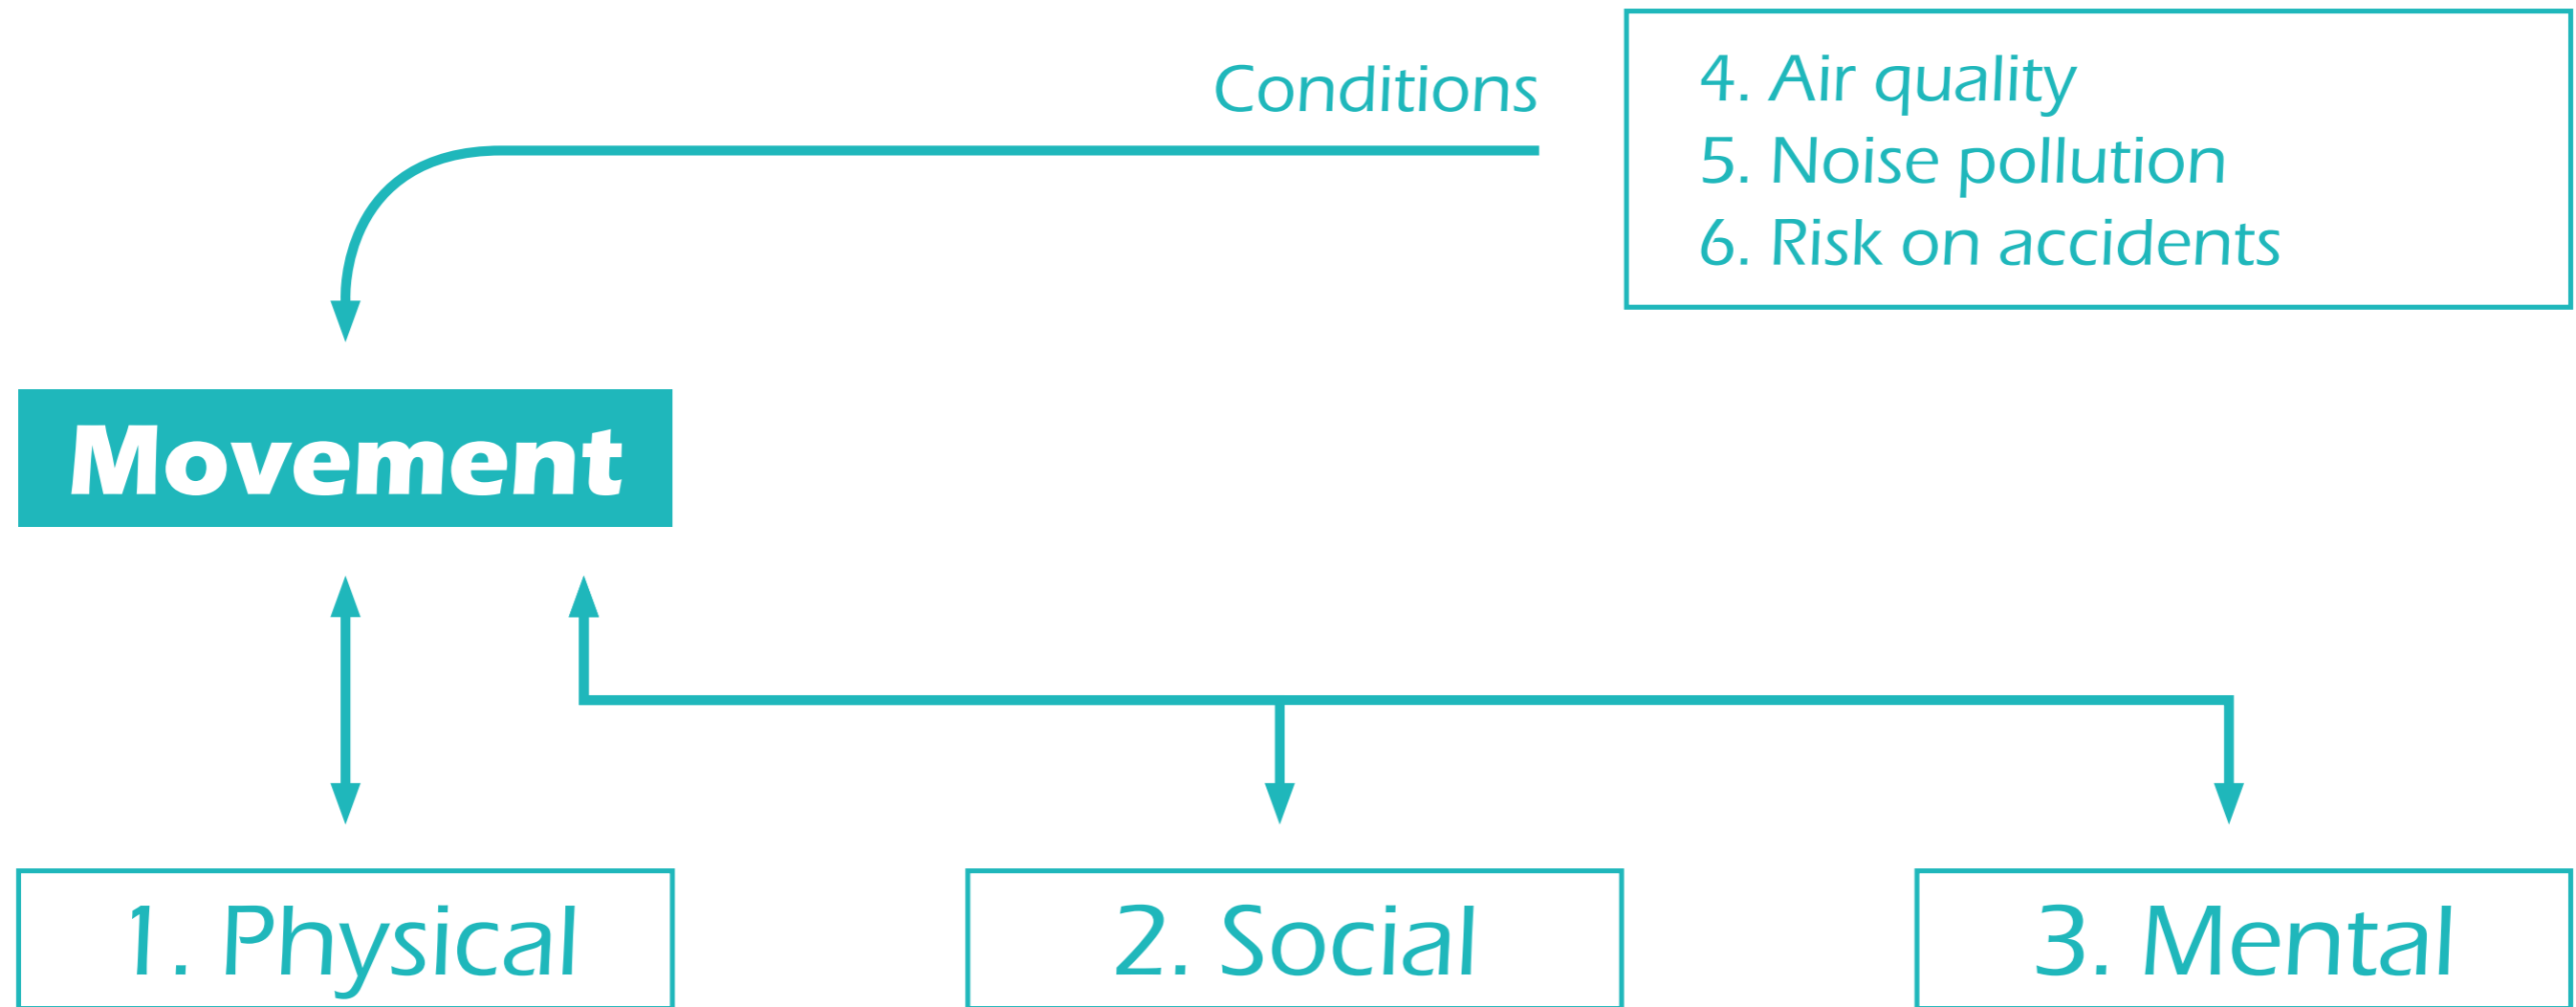 Conditions
4. Air quality
5. Noise pollution
6. Risk on accidents
Movement
1. Physical
2. Social
3. Mental